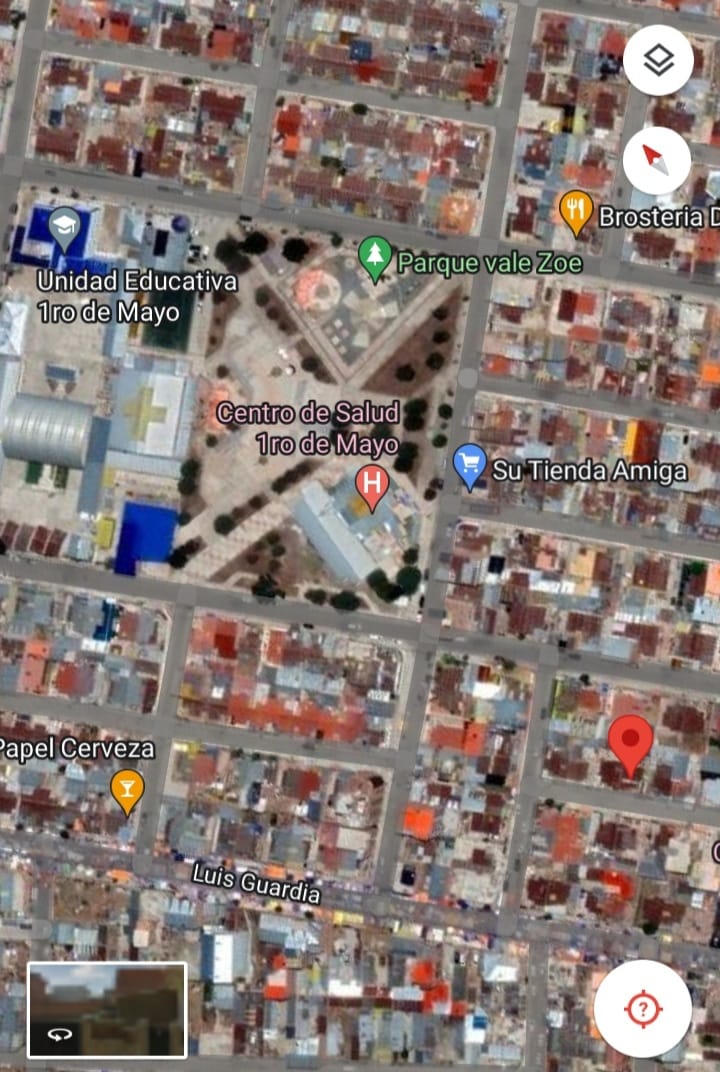 Brosteria D
Parque vale Zoe
Unidad Educativa
1ro de Mayo
Centro de Salud
1ro de Mayo
H
Su Tienda Amiga
Papel Cerveza
Luis Guardia
?